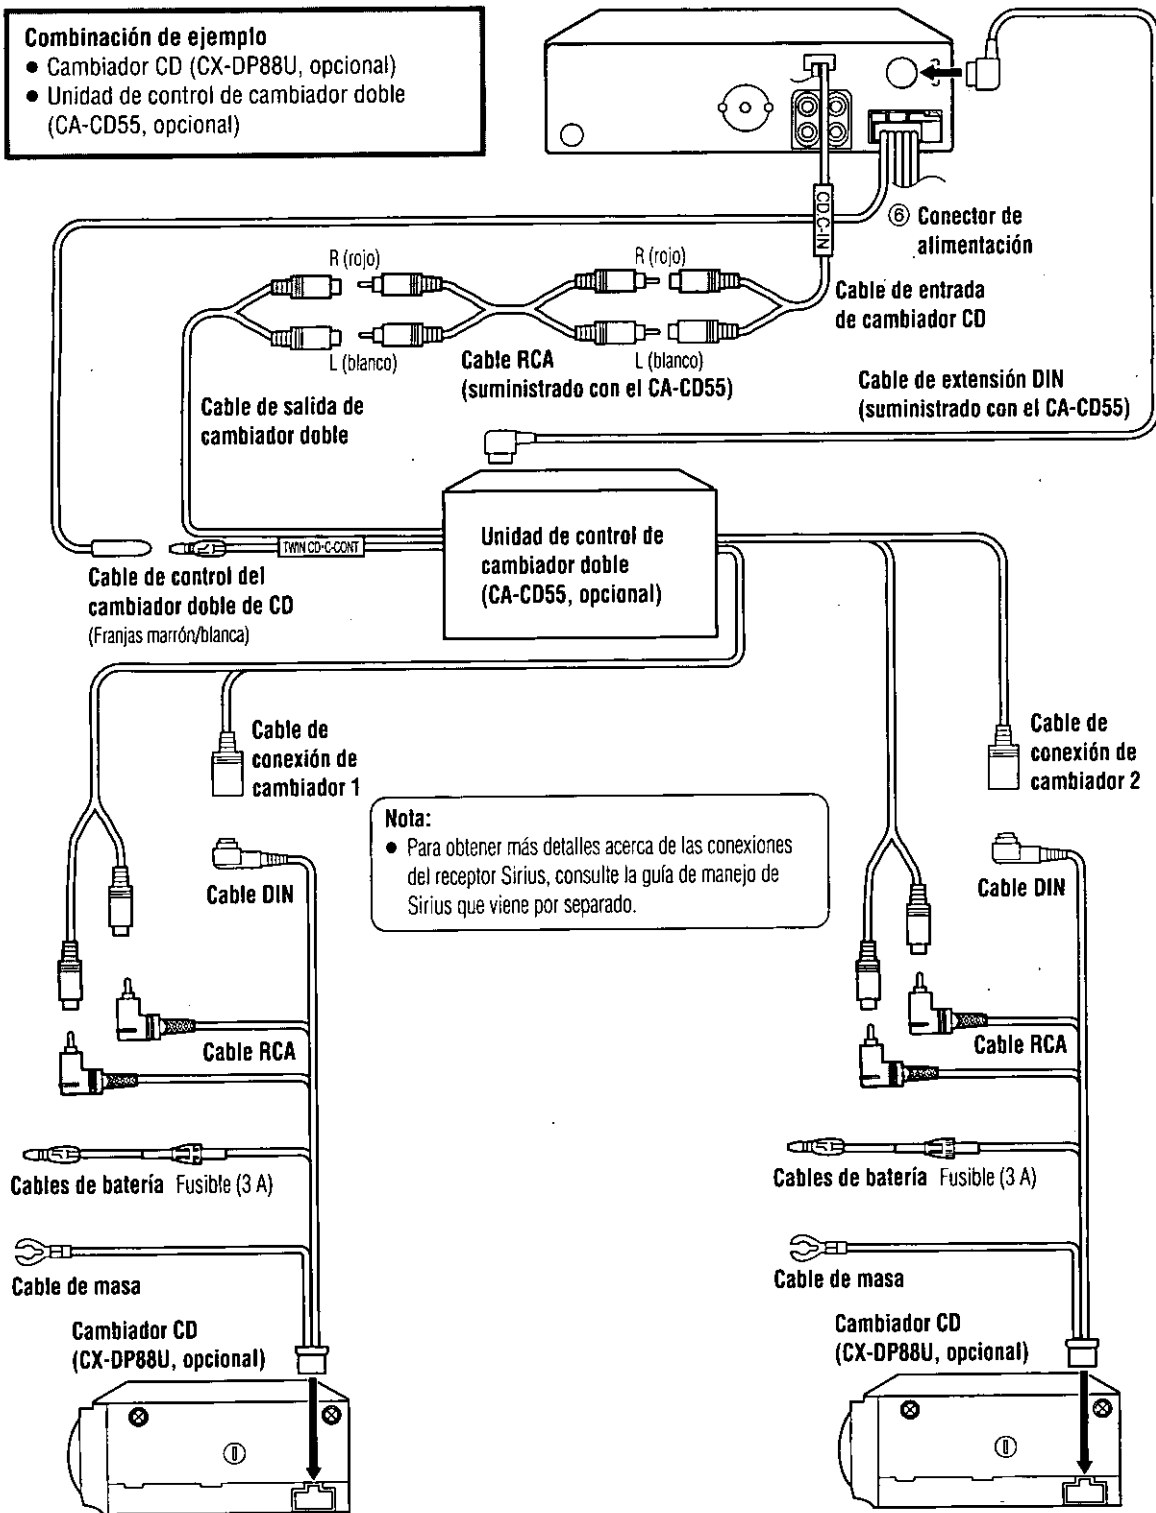 Combinación de ejemplo
● Cambiador CD (CX-DP88U, opcional)
● Unidad de control de cambiador doble
(CA-CD55, opcional)
CD·C-IN
⑥ Conector de
alimentación
R (rojo)
R (rojo)
Cable de entrada
de cambiador CD
L (blanco)
Cable RCA
(suministrado con el CA-CD55)
L (blanco)
Cable de extensión DIN
(suministrado con el CA-CD55)
Cable de salida de
cambiador doble
Unidad de control de
cambiador doble
(CA-CD55, opcional)
TWIN CD·C-CONT
Cable de control del
cambiador doble de CD
(Franjas marrón/blanca)
Cable de
conexión de
cambiador 1
Cable de
conexión de
cambiador 2
Nota:
● Para obtener más detalles acerca de las conexiones
del receptor Sirius, consulte la guía de manejo de
Sirius que viene por separado.
Cable DIN
Cable DIN
Cable RCA
Cable RCA
Cables de batería Fusible (3 A)
Cables de batería Fusible (3 A)
Cable de masa
Cable de masa
Cambiador CD
(CX-DP88U, opcional)
Cambiador CD
(CX-DP88U, opcional)